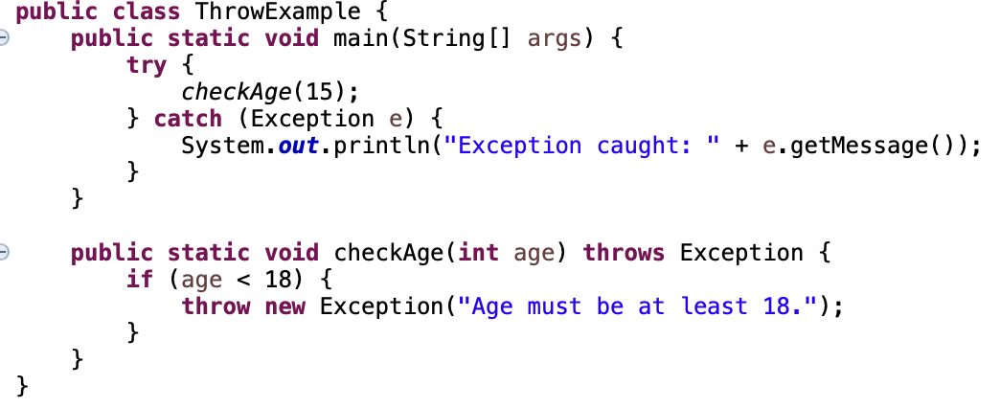 public class ThrowExample {
    public static void main(String[] args) {
        try {
            checkAge(15);
        } catch (Exception e) {
            System.out.println("Exception caught: " + e.getMessage());
        }
    }

    public static void checkAge(int age) throws Exception {
        if (age < 18) {
            throw new Exception("Age must be at least 18.");
        }
    }
}